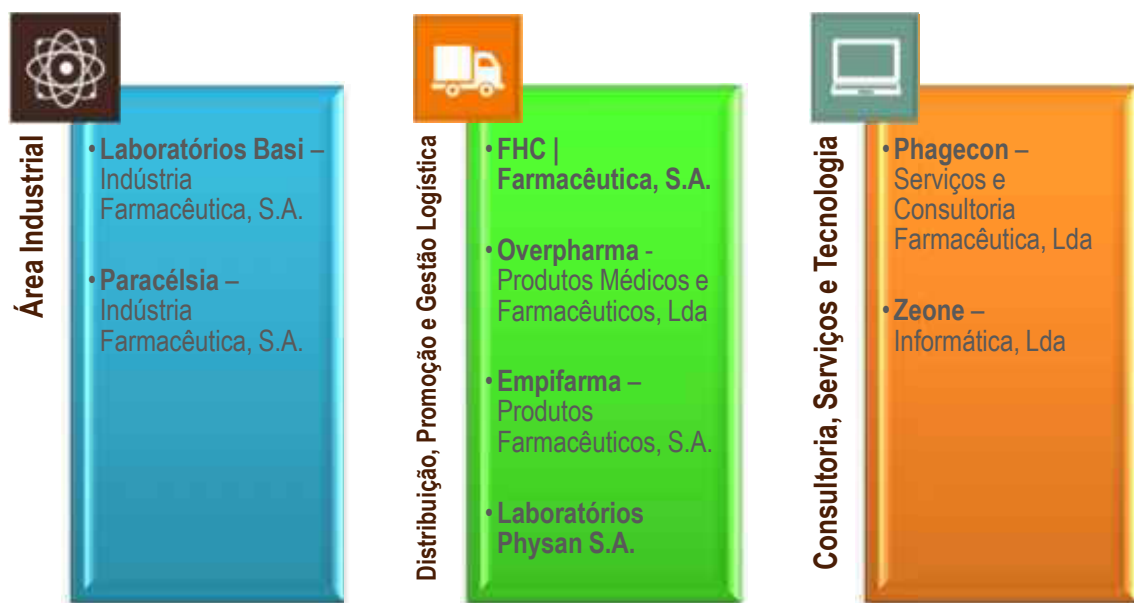 Área Industrial
• Laboratórios Basi –
Indústria
Farmacêutica, S.A.
• Paracélsia –
Indústria
Farmacêutica, S.A.
Distribuição, Promoção e Gestão Logística
• FHC |
Farmacêutica, S.A.
• Overpharma -
Produtos Médicos e
Farmacêuticos, Lda
• Empifarma –
Produtos
Farmacêuticos, S.A.
• Laboratórios
Physan S.A.
Consultoria, Serviços e Tecnologia
• Phagecon –
Serviços e
Consultoria
Farmacêutica, Lda
• Zeone –
Informática, Lda